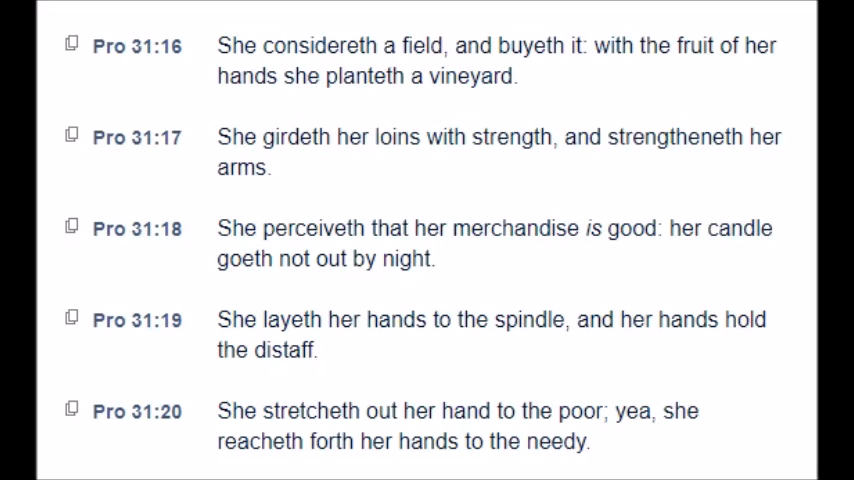 Pro 31:16 She considereth a field, and buyeth it: with the fruit of her
hands she planteth a vineyard.
Pro 31:17 She girdeth her loins with strength, and strengtheneth her
arms.
Pro 31:18 She perceiveth that her merchandise is good: her candle
goeth not out by night.
Pro 31:19 She layeth her hands to the spindle, and her hands hold
the distaff.
Pro 31:20 She stretcheth out her hand to the poor; yea, she
reacheth forth her hands to the needy.